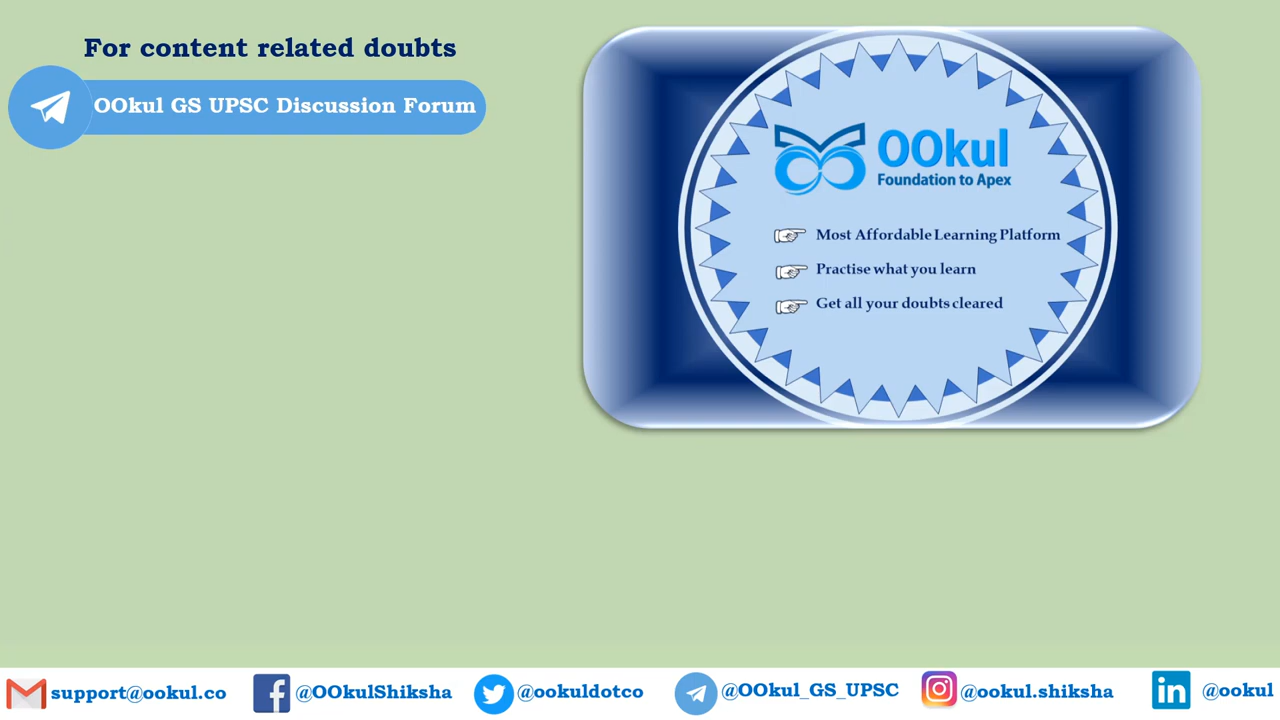 For content related doubts
OOkul GS UPSC Discussion Forum
OOkul
Foundation to Apex
Most Affordable Learning Platform
Practise what you learn
Get all your doubts cleared
support@ookul.co
@OOkulShiksha
@ookuldotco
@OOkul_GS_UPSC
@ookul.shiksha
in
@ookul